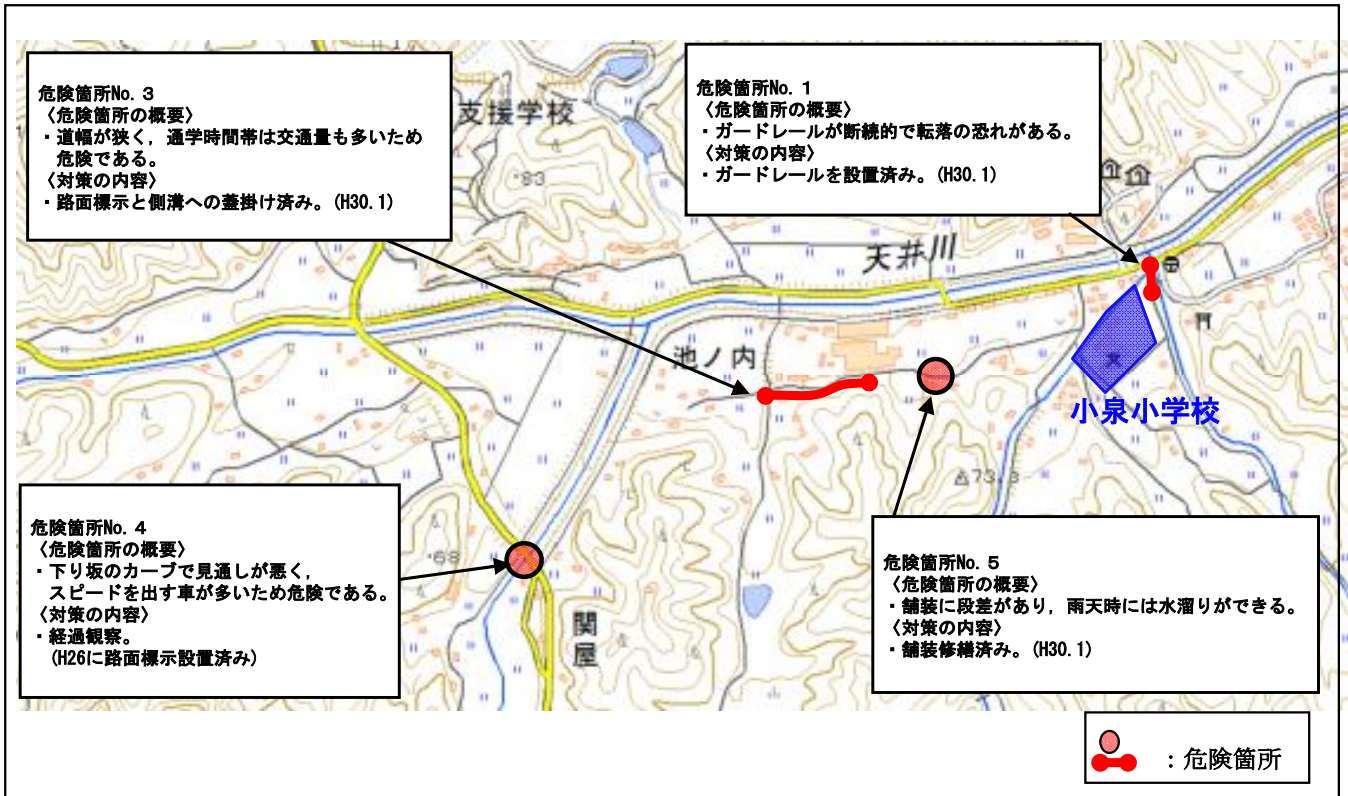 危険箇所No. 3
〈危険箇所の概要〉
・道幅が狭く，通学時間帯は交通量も多いため
危険である。
〈対策の内容〉
・路面標示と側溝への蓋掛け済み。(H30.1)
危険箇所No. 1
〈危険箇所の概要〉
・ガードレールが断続的で転落の恐れがある。
〈対策の内容〉
・ガードレールを設置済み。(H30.1)
支援学校
・83
天井川
池ノ内
小泉小学校
△73.3
・68
関屋
危険箇所No. 4
〈危険箇所の概要〉
・下り坂のカーブで見通しが悪く，
スピードを出す車が多いため危険である。
〈対策の内容〉
・経過観察。
(H26に路面標示設置済み)
危険箇所No. 5
〈危険箇所の概要〉
・舗装に段差があり，雨天時には水溜りができる。
〈対策の内容〉
・舗装修繕済み。(H30.1)
：危険箇所